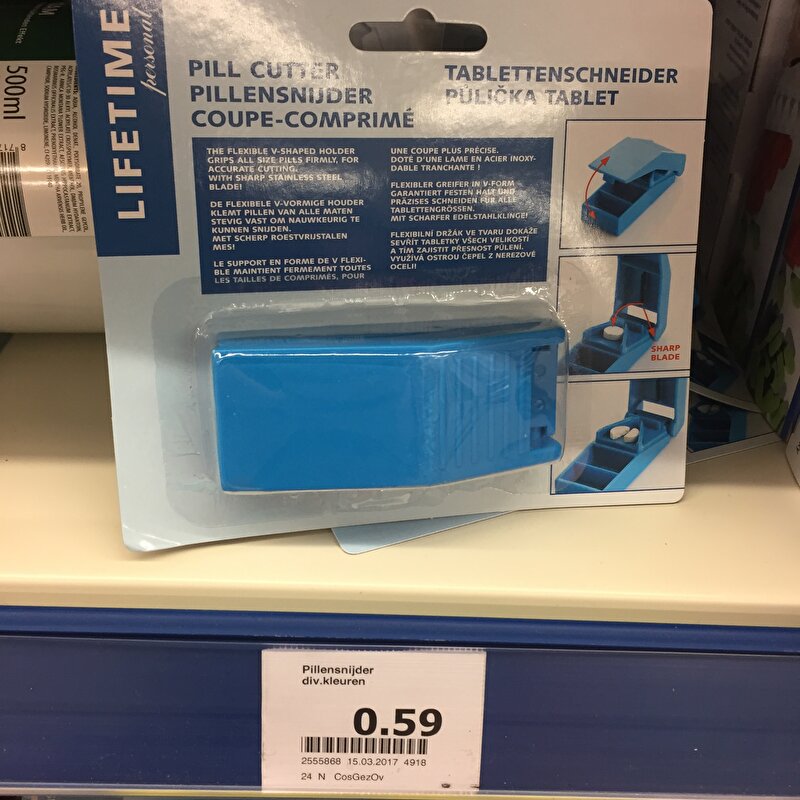 LIFETIME
personal
PILL CUTTER
PILLENSNIJDER
COUPE-COMPRIMÉ
TABLETTENSCHNEIDER
PŮLIČKA TABLET
THE FLEXIBLE V-SHAPED HOLDER
GRIPS ALL SIZE PILLS FIRMLY, FOR
ACCURATE CUTTING.
WITH SHARP STAINLESS STEEL
BLADE!
DE FLEXIBELE V-VORMIGE HOUDER
KLEMT PILLEN VAN ALLE MATEN
STEVIG VAST OM NAUWKEURIG TE
KUNNEN SNIJDEN.
MET SCHERP ROESTVRIJSTALEN
MES!
LE SUPPORT EN FORME DE V FLEXI-
BLE MAINTIENT FERMEMENT TOUTES
LES TAILLES DE COMPRIMÉS, POUR
UNE COUPE PLUS PRÉCISE.
DOTÉ D'UNE LAME EN ACIER INOXY-
DABLE TRANCHANTE !
FLEXIBLER GREIFER IN V-FORM
GARANTIERT FESTEN HALT UND
PRÄZISES SCHNEIDEN FÜR ALLE
TABLETTENGRÖSSEN.
MIT SCHARFER EDELSTAHLKLINGE!
FLEXIBILNÍ DRŽÁK VE TVARU DOKÁŽE
SEVŘÍT TABLETKY VŠECH VELIKOSTÍ
A TÍM ZAJISTIT PŘESNOST PŮLENÍ.
VYUŽÍVÁ OSTROU ČEPEL Z NEREZOVÉ
OCELI!
SHARP
BLADE
500ml
Pillensnijder
div.kleuren
0.59
2555868 15.03.2017 4918
24 N CosGezOv